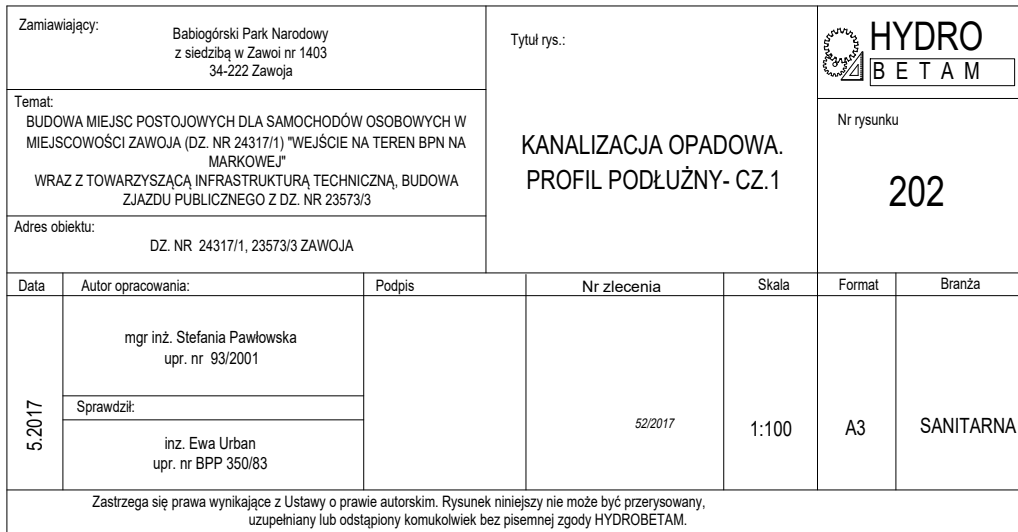 Zamiawiający:
Babiogórski Park Narodowy
z siedzibą w Zawoi nr 1403
34-222 Zawoja
Temat:
BUDOWA MIEJSC POSTOJOWYCH DLA SAMOCHODÓW OSOBOWYCH W
MIEJSCOWOŚCI ZAWOJA (DZ. NR 24317/1) "WEJŚCIE NA TEREN BPN NA
MARKOWEJ"
WRAZ Z TOWARZYSZĄCĄ INFRASTRUKTURĄ TECHNICZNĄ, BUDOWA
ZJAZDU PUBLICZNEGO Z DZ. NR 23573/3
Adres obiektu:
DZ. NR 24317/1, 23573/3 ZAWOJA
Tytuł rys.:
KANALIZACJA OPADOWA.
PROFIL PODŁUŻNY- CZ.1
HYDRO
BETAM
Nr rysunku
202
Data
Autor opracowania:
Podpis
Nr zlecenia
Skala
Format
Branża
5.2017
mgr inż. Stefania Pawłowska
upr. nr 93/2001
Sprawdził:
inz. Ewa Urban
upr. nr BPP 350/83
52/2017
1:100
A3
SANITARNA
Zastrzega się prawa wynikające z Ustawy o prawie autorskim. Rysunek niniejszy nie może być przerysowany,
uzupełniany lub odstąpiony komukolwiek bez pisemnej zgody HYDROBETAM.